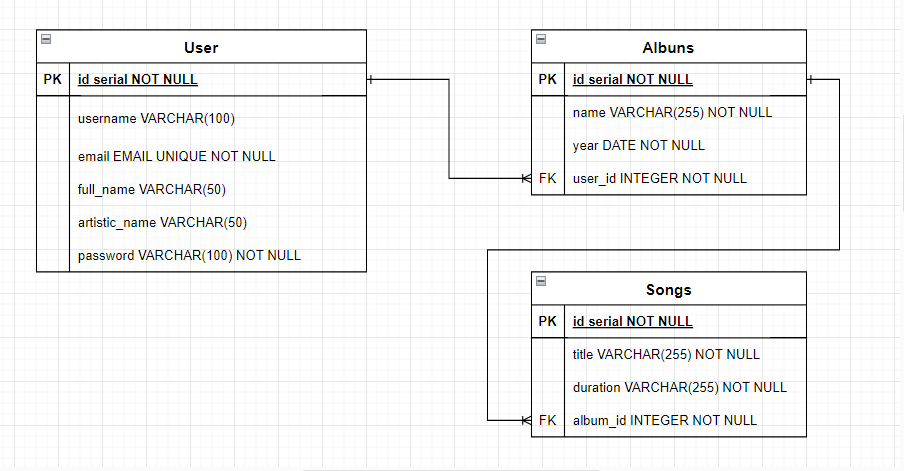 User
PK id serial NOT NULL
username VARCHAR(100)
email EMAIL UNIQUE NOT NULL
full_name VARCHAR(50)
artistic_name VARCHAR(50)
password VARCHAR(100) NOT NULL
Albuns
PK id serial NOT NULL
name VARCHAR(255) NOT NULL
year DATE NOT NULL
FK user_id INTEGER NOT NULL
Songs
PK id serial NOT NULL
title VARCHAR(255) NOT NULL
duration VARCHAR(255) NOT NULL
FK album_id INTEGER NOT NULL